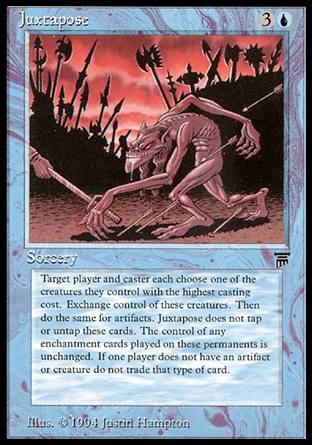 Juxtapose 3
Sorcery
Target player and caster each choose one of the
creatures they control with the highest casting
cost. Exchange control of these creatures. Then
do the same for artifacts. Juxtapose does not tap
or untap these cards. The control of any
enchantment cards played on these permanents is
unchanged. If one player does not have an artifact
or creature do not trade that type of card.
Illus. © 1994 Justin Hampton